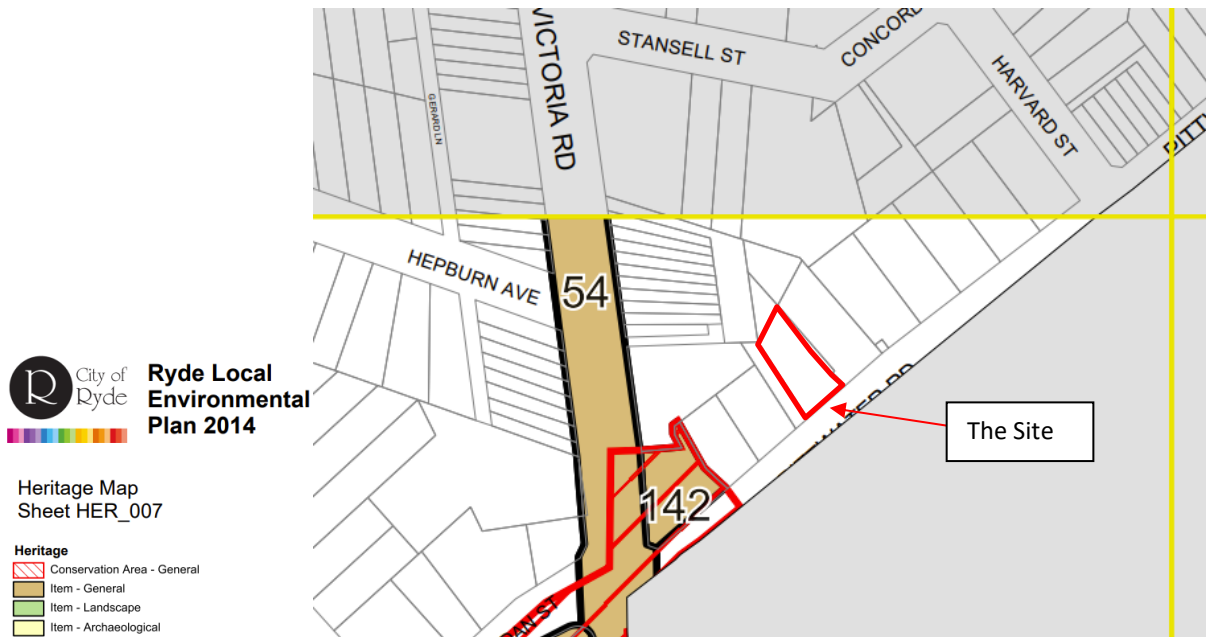 City of
Ryde
R
Ryde Local
Environmental
Plan 2014
Heritage Map
Sheet HER_007
Heritage
Conservation Area - General
Item - General
Item - Landscape
Item - Archaeological
VICTORIA RD
STANSELL ST
CONCORD
HARVARD ST
GERARD LN
HEPBURN AVE
54
142
The Site